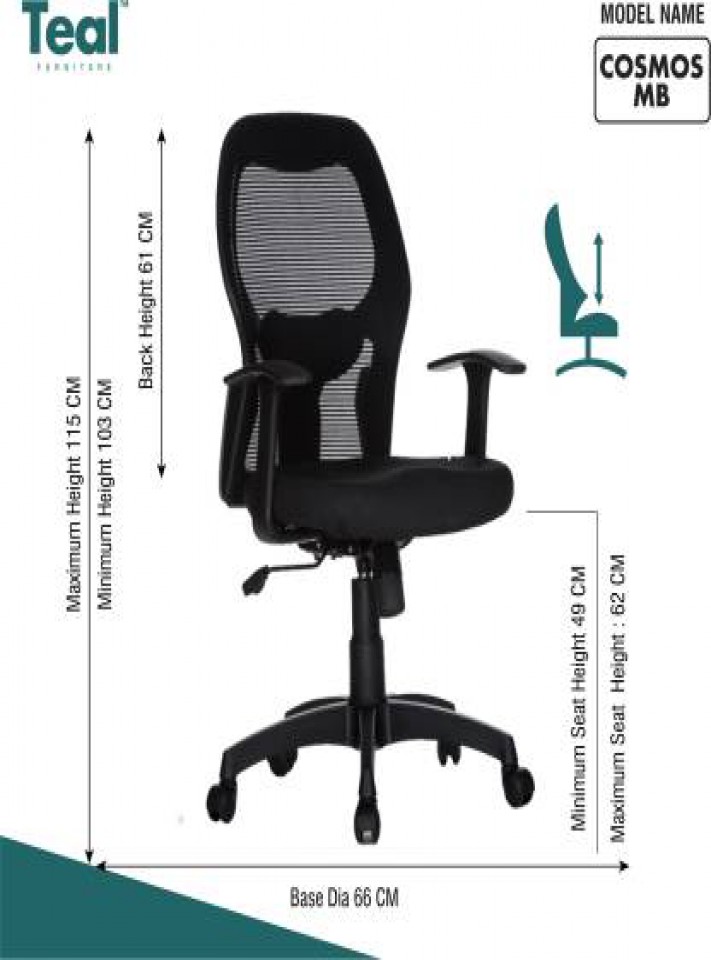 Teal
FURNITURE
MODEL NAME
COSMOS
MB
Back Height 61 CM
Maximum Height 115 CM
Minimum Height 103 CM
Minimum Seat Height 49 CM
Maximum Seat Height : 62 CM
Base Dia 66 CM